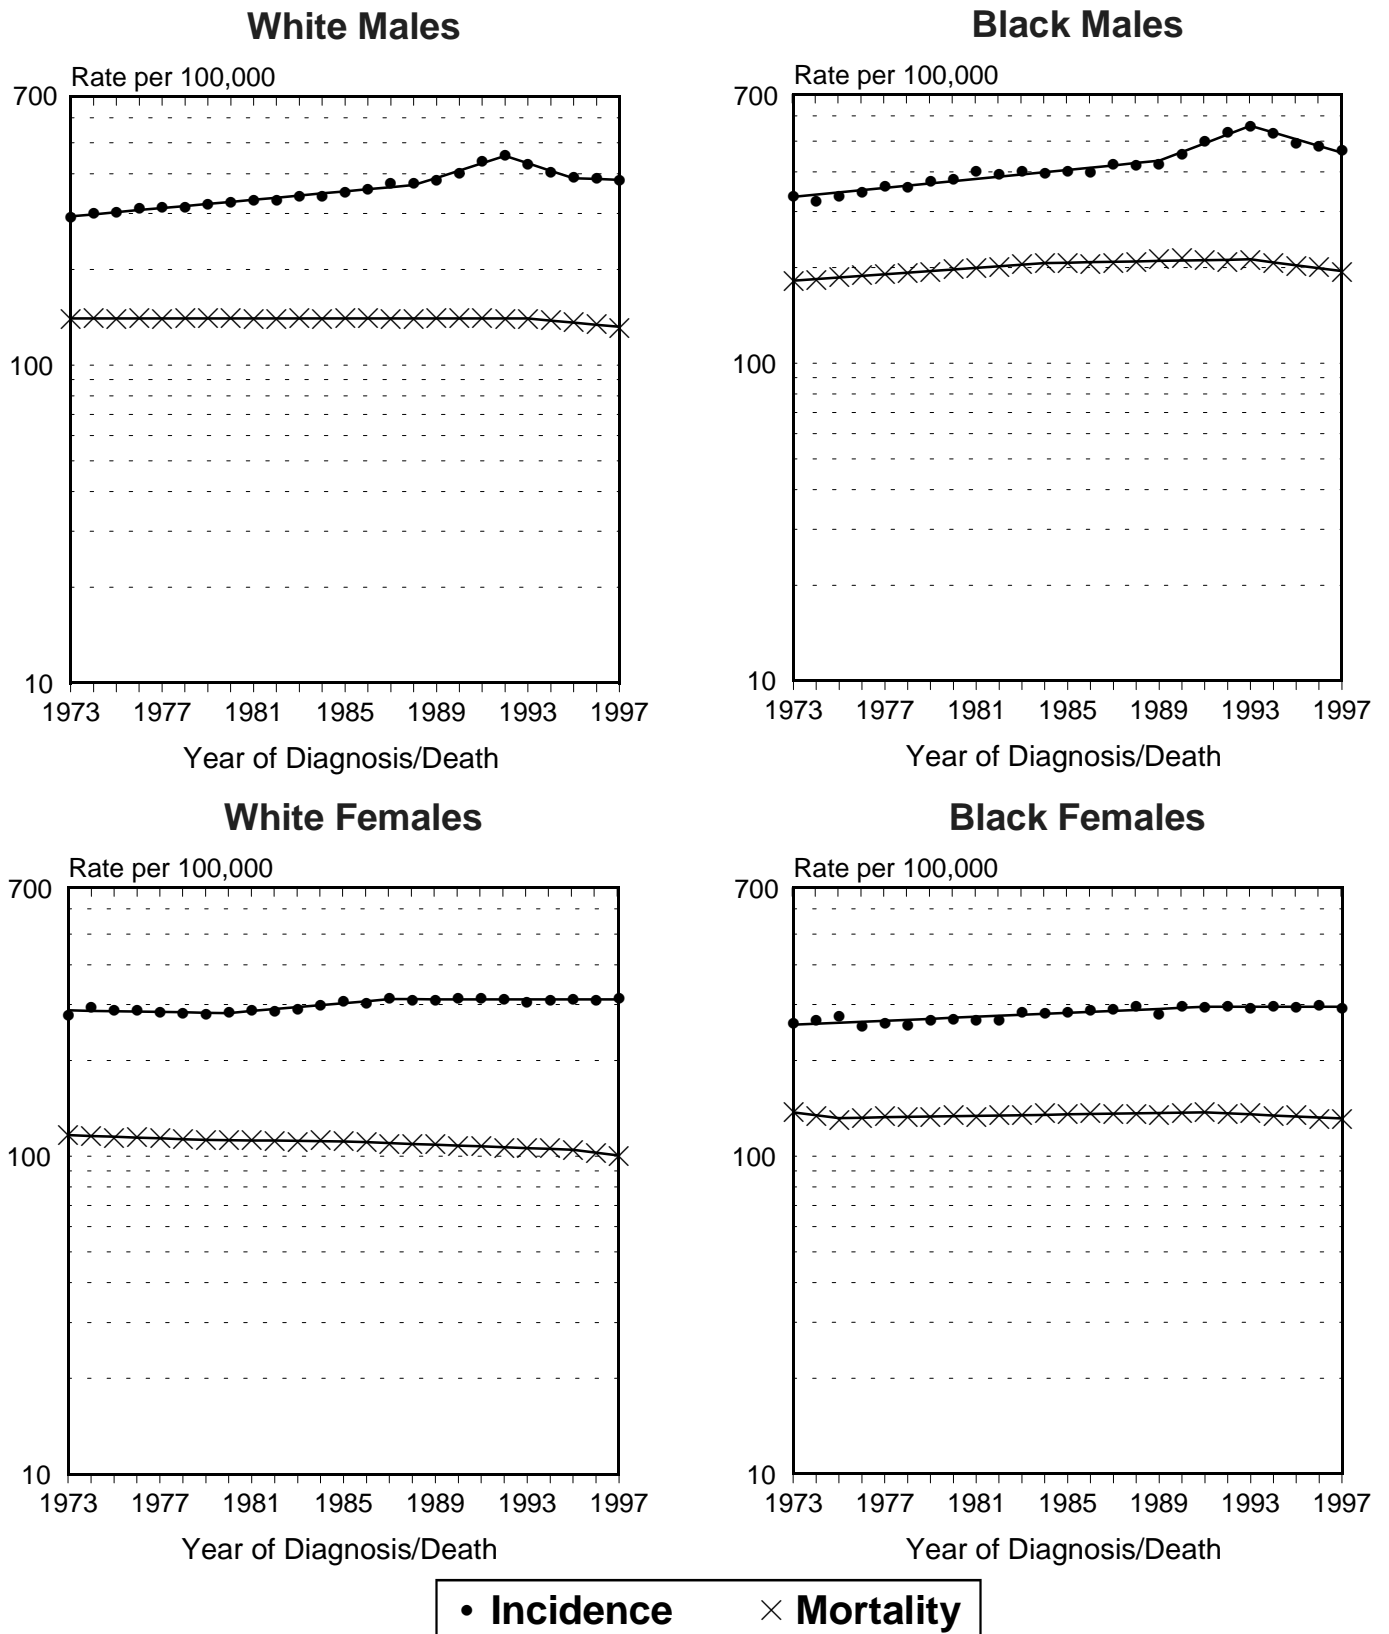 White Males
Rate per 100,000
700
100
10
1973 1977 1981 1985 1989 1993 1997
Year of Diagnosis/Death
Black Males
Rate per 100,000
700
100
10
1973 1977 1981 1985 1989 1993 1997
Year of Diagnosis/Death
White Females
Rate per 100,000
700
100
10
1973 1977 1981 1985 1989 1993 1997
Year of Diagnosis/Death
Black Females
Rate per 100,000
700
100
10
1973 1977 1981 1985 1989 1993 1997
Year of Diagnosis/Death
Incidence Mortality